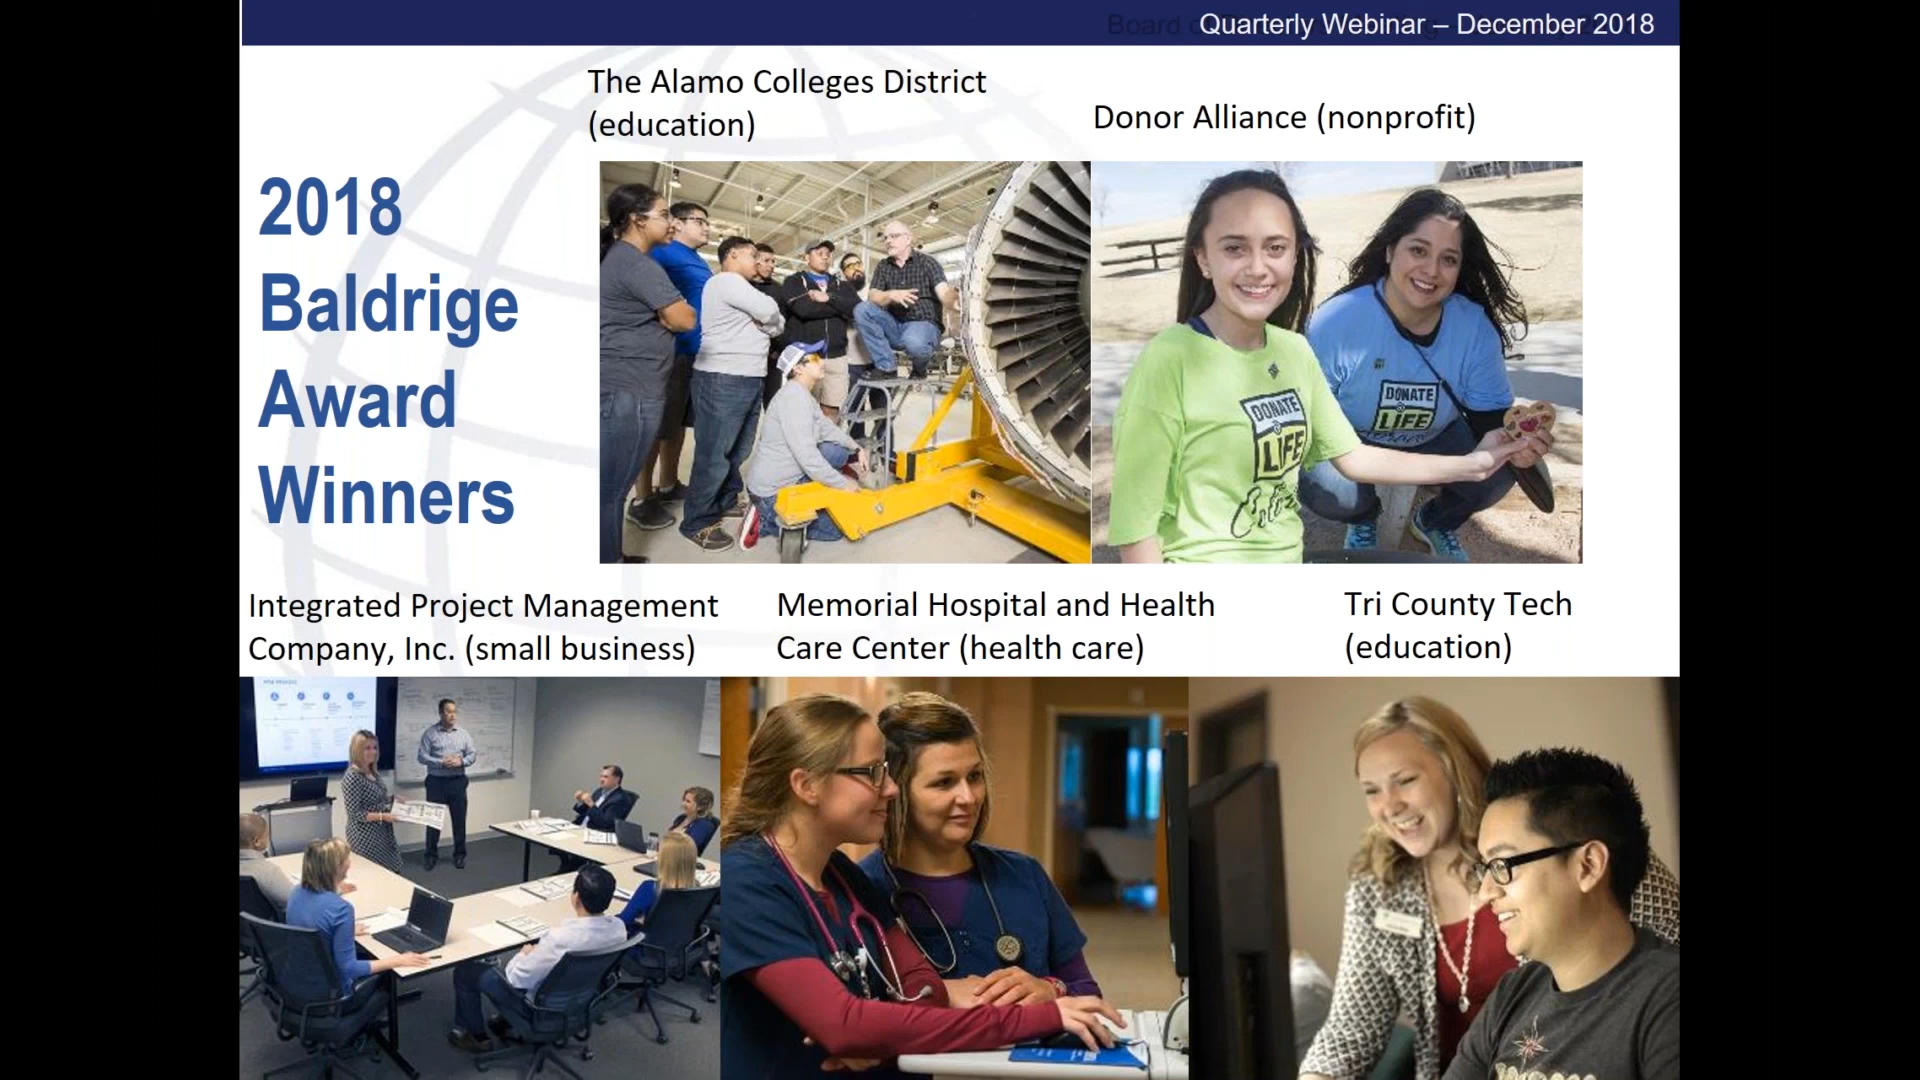 Quarterly Webinar – December 2018
The Alamo Colleges District
(education)
Donor Alliance (nonprofit)
2018
Baldrige
Award
Winners
DONATE
LIFE
DONATE
LIFE
Integrated Project Management
Company, Inc. (small business)
Memorial Hospital and Health
Care Center (health care)
Tri County Tech
(education)